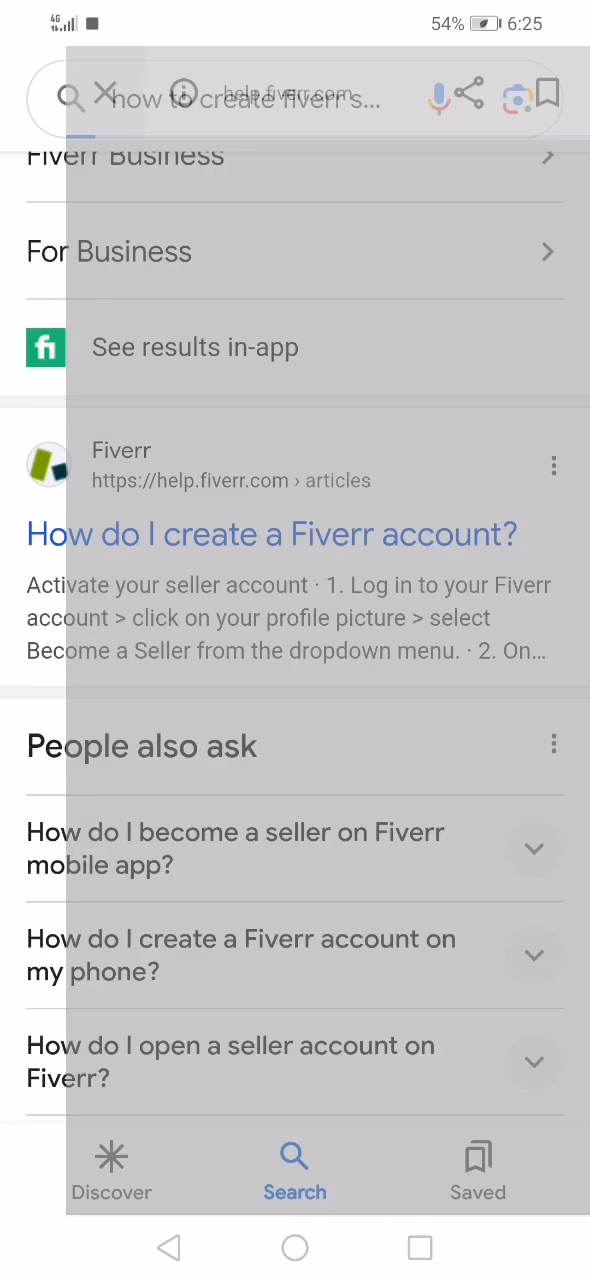 4G
54% 6:25
how to create fiverr s...
help.fiverr.com
Fiverr Business
For Business
fi
See results in-app
Fiverr
https://help.fiverr.com › articles
How do I create a Fiverr account?
Activate your seller account · 1. Log in to your Fiverr
account > click on your profile picture > select
Become a Seller from the dropdown menu. · 2. On...
People also ask
How do I become a seller on Fiverr
mobile app?
How do I create a Fiverr account on
my phone?
How do I open a seller account on
Fiverr?
Discover
Search
Saved